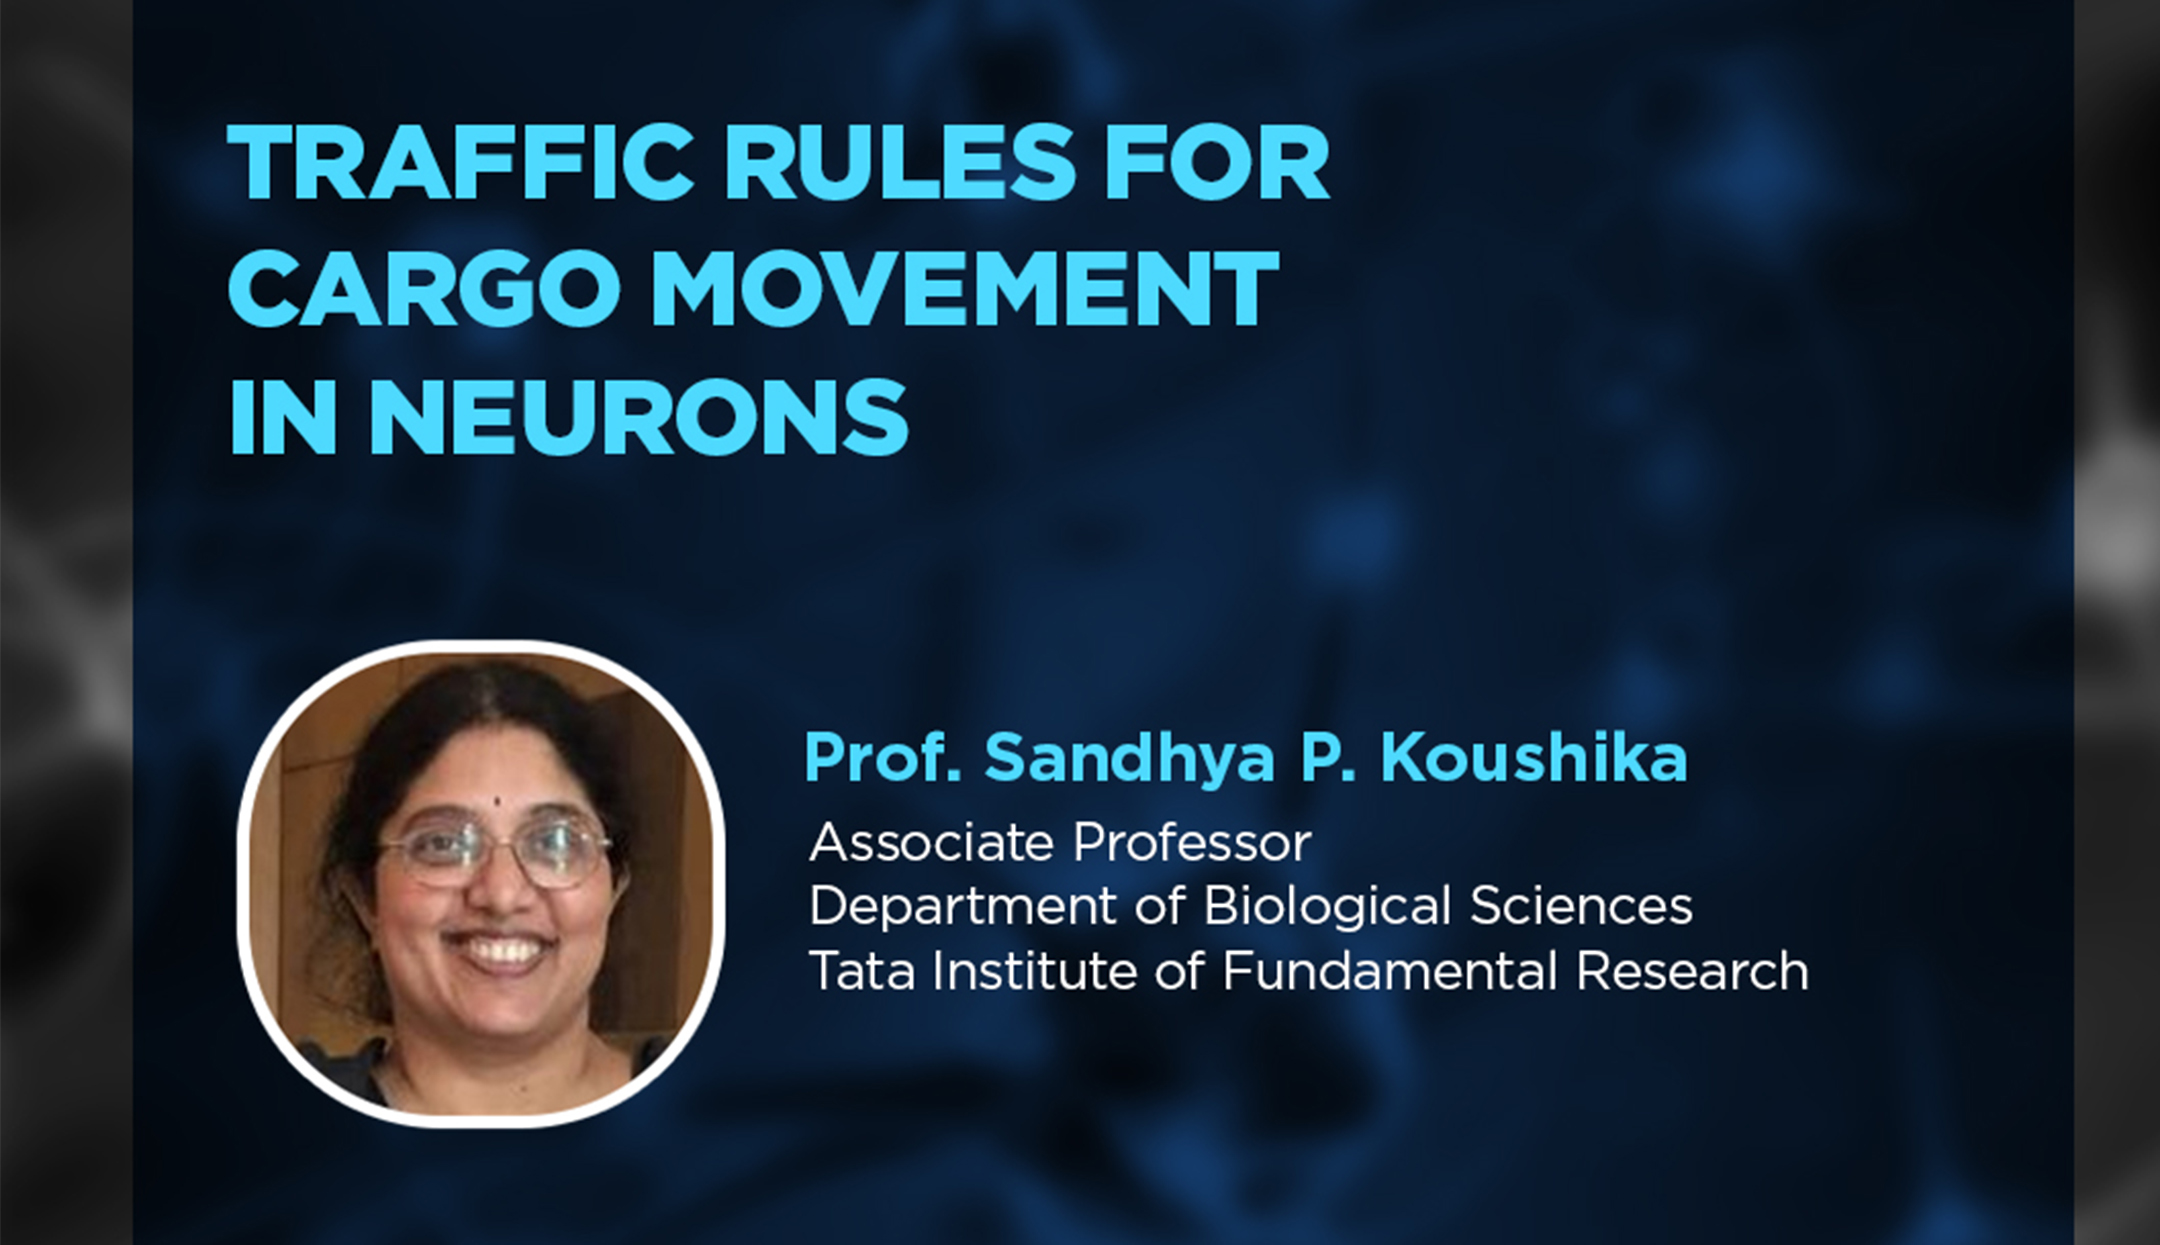 TRAFFIC RULES FOR
CARGO MOVEMENT
IN NEURONS
Prof. Sandhya P. Koushika
Associate Professor
Department of Biological Sciences
Tata Institute of Fundamental Research